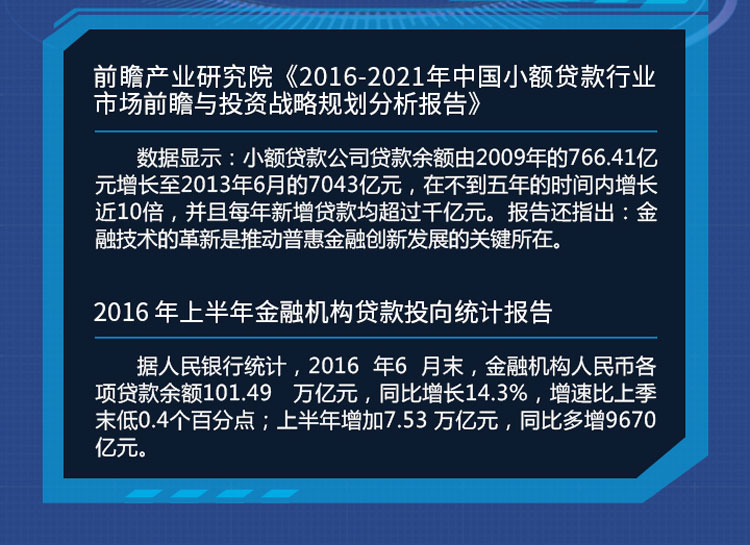 前瞻产业研究院《2016-2021年中国小额贷款行业
市场前瞻与投资战略规划分析报告》
数据显示：小额贷款公司贷款余额由2009年的766.41亿
元增长至2013年6月的7043亿元，在不到五年的时间内增长
近10倍，并且每年新增贷款均超过千亿元。报告还指出：金
融技术的革新是推动普惠金融创新发展的关键所在。
2016 年上半年金融机构贷款投向统计报告
据人民银行统计，2016 年6 月末，金融机构人民币各
项贷款余额101.49 万亿元，同比增长14.3%，增速比上季
末低0.4个百分点；上半年增加7.53 万亿元，同比多增9670
亿元。